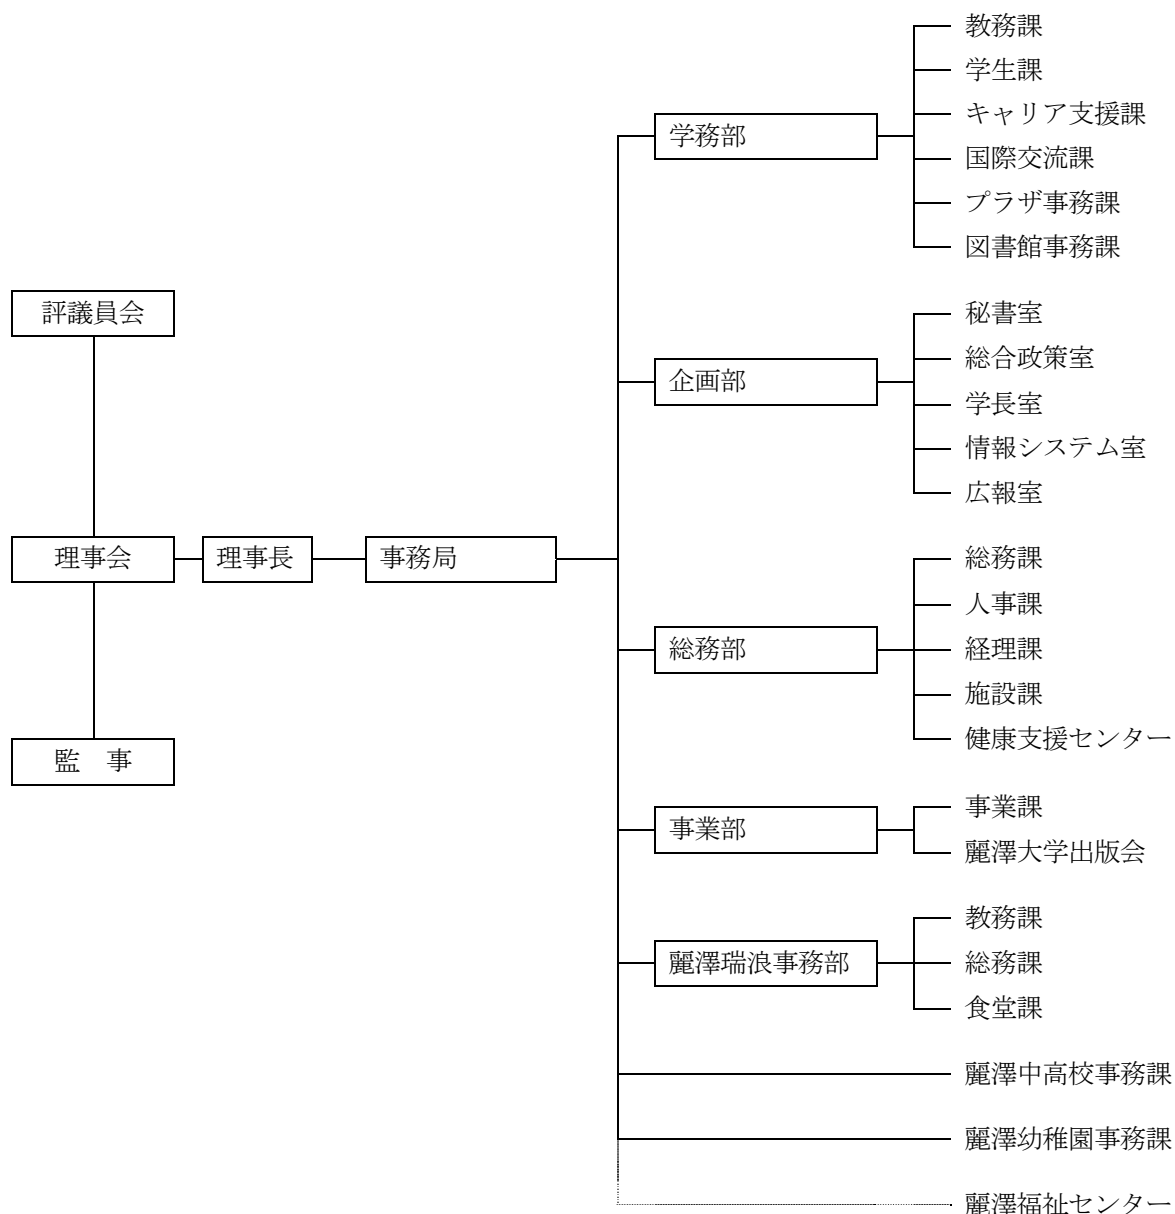 評議員会
理事会
監　事
理事長
事務局
学務部
教務課
学生課
キャリア支援課
国際交流課
プラザ事務課
図書館事務課
企画部
秘書室
総合政策室
学長室
情報システム室
広報室
総務部
総務課
人事課
経理課
施設課
健康支援センター
事業部
事業課
麗澤大学出版会
麗澤瑞浪事務部
教務課
総務課
食堂課
麗澤中高校事務課
麗澤幼稚園事務課
麗澤福祉センター